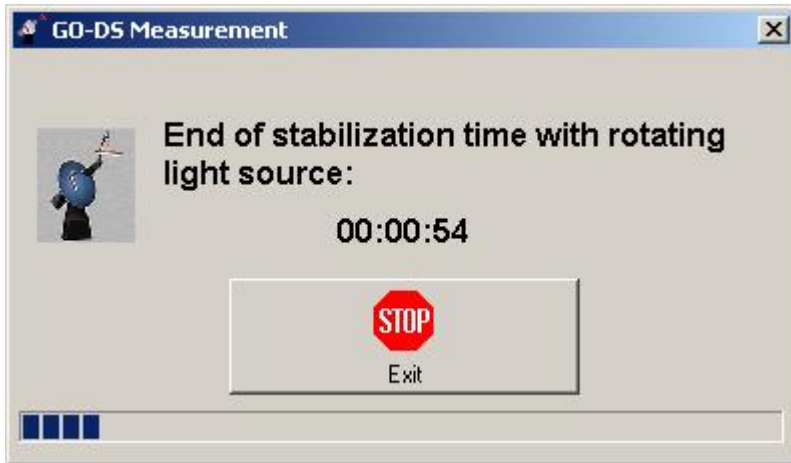 GO-DS Measurement
End of stabilization time with rotating
light source:
00:00:54
STOP
Exit